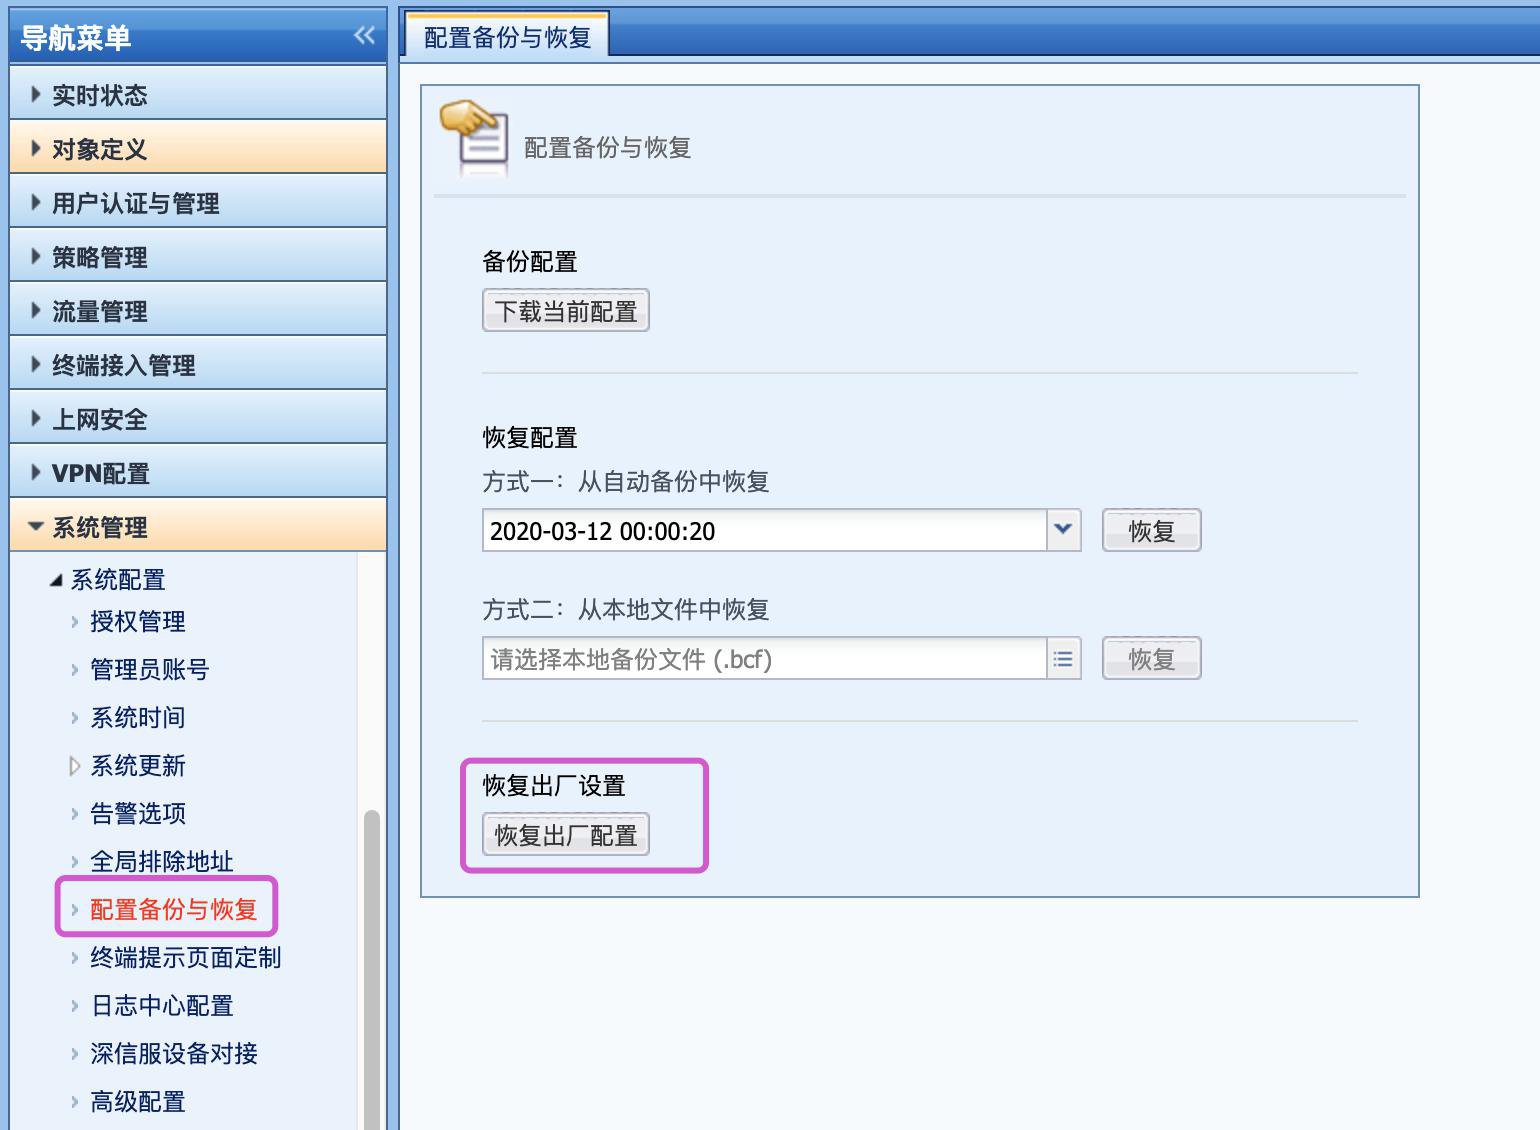 导航菜单
实时状态
对象定义
用户认证与管理
策略管理
流量管理
终端接入管理
上网安全
VPN配置
系统管理
系统配置
授权管理
管理员账号
系统时间
系统更新
告警选项
全局排除地址
配置备份与恢复
终端提示页面定制
日志中心配置
深信服设备对接
高级配置
配置备份与恢复
配置备份与恢复
备份配置
下载当前配置
恢复配置
方式一：从自动备份中恢复
2020-03-12 00:00:20 恢复
方式二：从本地文件中恢复
请选择本地备份文件 (.bcf) 恢复
恢复出厂设置
恢复出厂配置